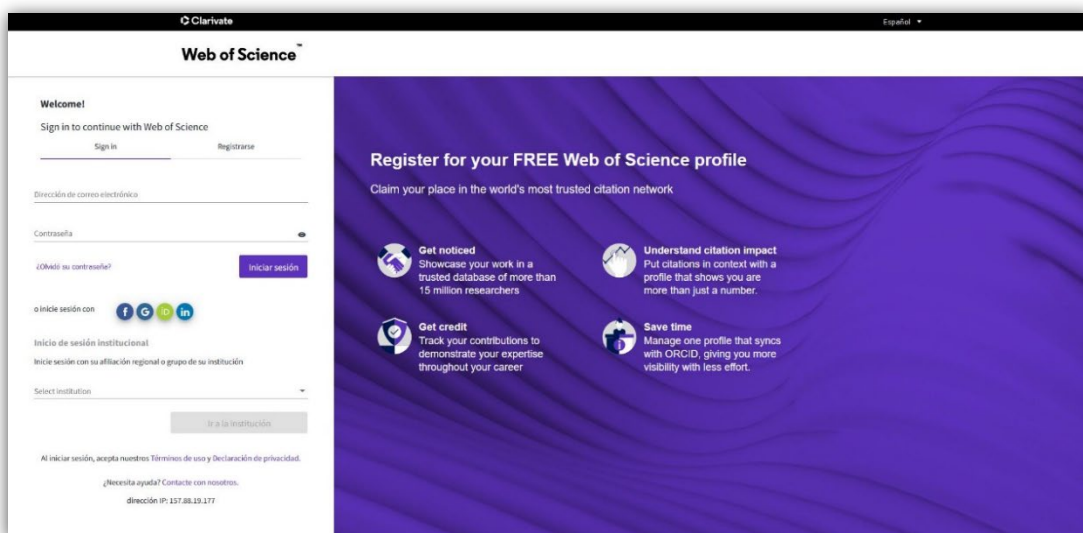 Clarivate
Español
Web of Science™
Welcome!
Sign in to continue with Web of Science
Sign in
Registrarse
Dirección de correo electrónico
Contraseña
¿Olvidó su contraseña?
Iniciar sesión
o inicie sesión con
f G iD in
Inicio de sesión institucional
Inicie sesión con su afiliación regional o grupo de su institución
Select institution
Ir a la institución
Al iniciar sesión, acepta nuestros Términos de uso y Declaración de privacidad.
¿Necesita ayuda? Contacte con nosotros.
dirección IP: 157.88.19.177
Register for your FREE Web of Science profile
Claim your place in the world's most trusted citation network
Get noticed
Showcase your work in a
trusted database of more than
15 million researchers
Understand citation impact
Put citations in context with a
profile that shows you are
more than just a number.
Get credit
Track your contributions to
demonstrate your expertise
throughout your career
Save time
Manage one profile that syncs
with ORCID, giving you more
visibility with less effort.